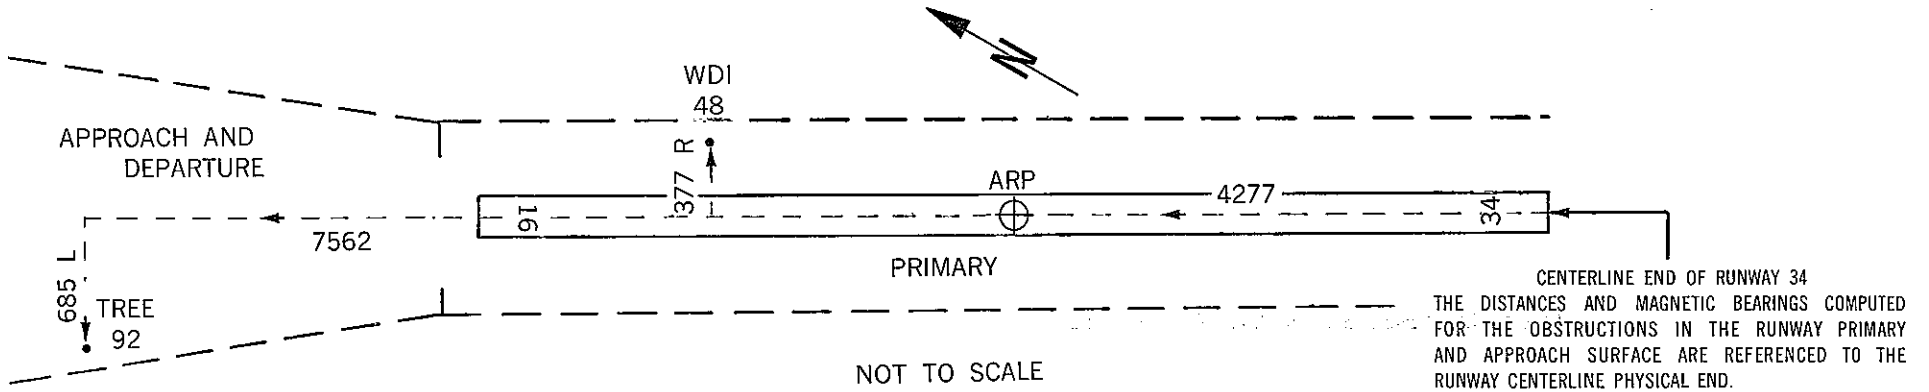 N
WDI
48
APPROACH AND
DEPARTURE
377 R
ARP
4277
16
34
7562
PRIMARY
685 L
TREE
92
CENTERLINE END OF RUNWAY 34
THE DISTANCES AND MAGNETIC BEARINGS COMPUTED
FOR THE OBSTRUCTIONS IN THE RUNWAY PRIMARY
AND APPROACH SURFACE ARE REFERENCED TO THE
RUNWAY CENTERLINE PHYSICAL END.
NOT TO SCALE